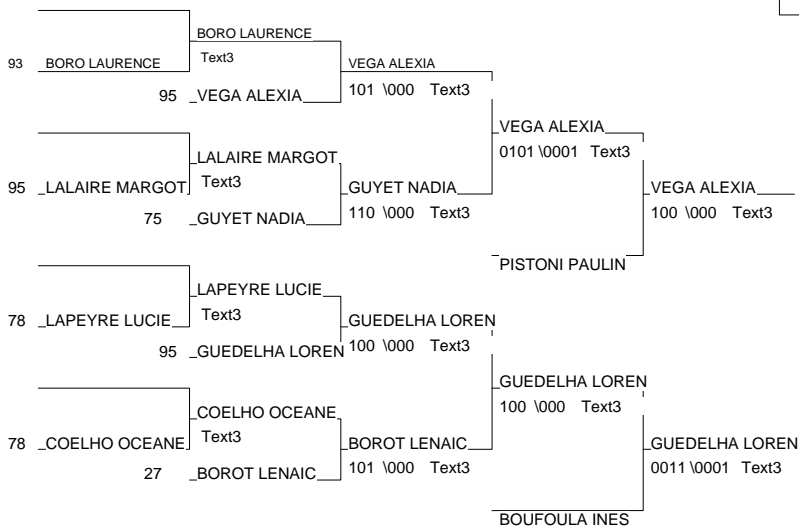 BORO LAURENCE
93 BORO LAURENCE Text3 VEGA ALEXIA
95 VEGA ALEXIA 101 \000 Text3
VEGA ALEXIA
LALAIRE MARGOT 0101 \0001 Text3
95 LALAIRE MARGOT Text3 GUYET NADIA VEGA ALEXIA
75 GUYET NADIA 110 \000 Text3 100 \000 Text3
PISTONI PAULIN
LAPEYRE LUCIE
78 LAPEYRE LUCIE Text3 GUEDELHA LOREN
95 GUEDELHA LOREN 100 \000 Text3
GUEDELHA LOREN
COELHO OCEANE 100 \000 Text3
78 COELHO OCEANE Text3 BOROT LENAIC GUEDELHA LOREN
27 BOROT LENAIC 101 \000 Text3 0011 \0001 Text3
BOUFOULA INES